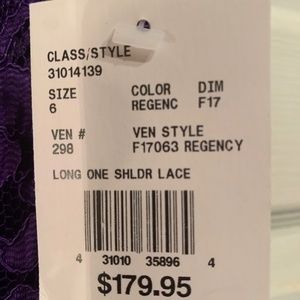 CLASS/STYLE
31014139
SIZE COLOR DIM
6 REGENC F17
VEN # VEN STYLE
298 F17063 REGENCY
LONG ONE SHLDR LACE
4 31010 35896 4
$179.95